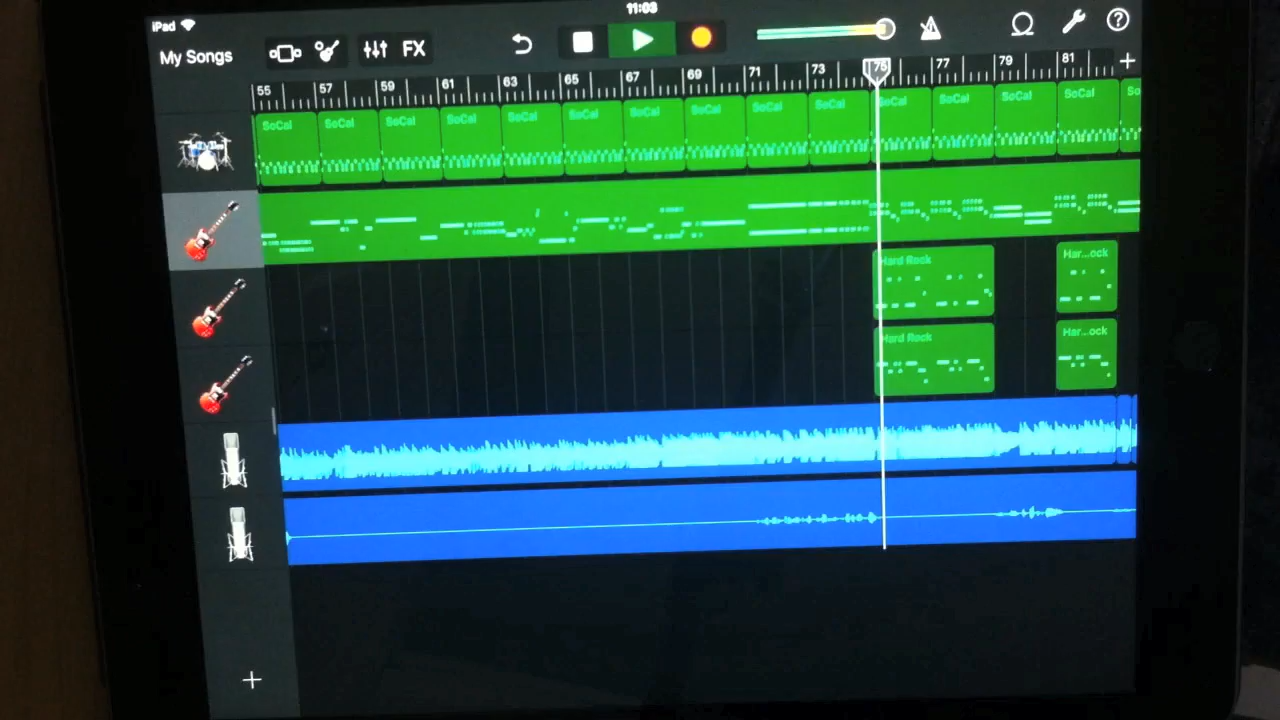 iPad 11:03
My Songs FX
55 57 59 61 63 65 67 69 71 73 75 77 79 81
SoCal SoCal SoCal SoCal SoCal SoCal SoCal SoCal SoCal SoCal SoCal SoCal SoCal SoCal So
Hard Rock Har...ock
Hard Rock Har...ock